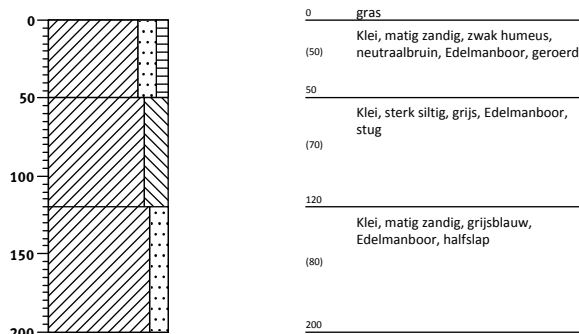 0
50
100
150
200
0 gras
(50)
Klei, matig zandig, zwak humeus,
neutraalbruin, Edelmanboor, geroerd
50
(70)
Klei, sterk siltig, grijs, Edelmanboor,
stug
120
(80)
Klei, matig zandig, grijsblauw,
Edelmanboor, halfslap
200